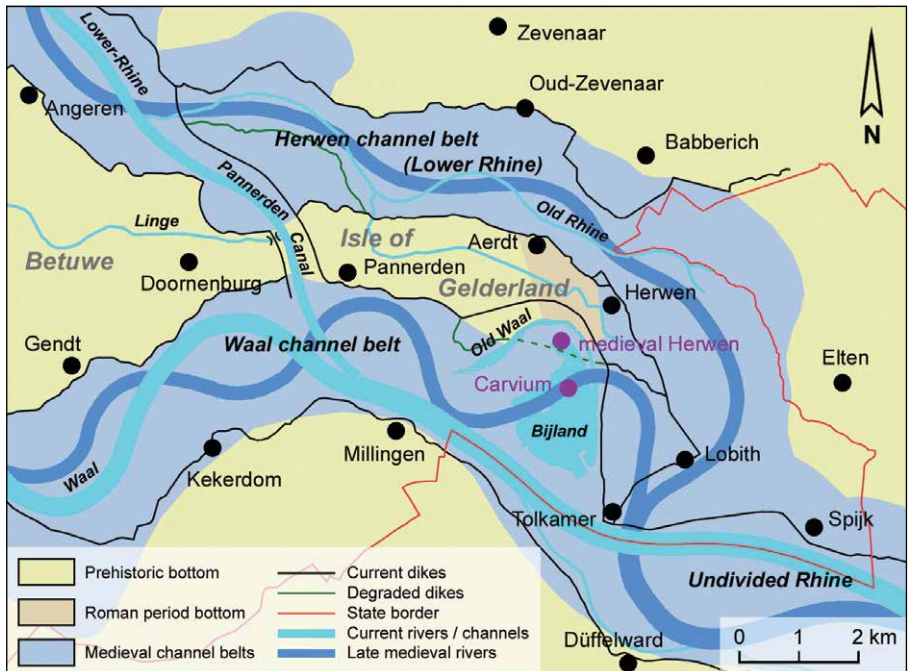 Zevenaar
Lower-Rhine
Oud-Zevenaar
Angeren
Herwen channel belt
(Lower Rhine)
Babberich
N
Pannerden
Canal
Old Rhine
Linge
Isle of
Aerdt
Betuwe
Doornenburg
Pannerden
Gelderland
Herwen
Old Waal
medieval Herwen
Gendt
Waal channel belt
Elten
Carvium
Bijland
Millingen
Lobith
Waal
Kekerdom
Tolkamer
Spijk
Undivided Rhine
Düffelward
Prehistoric bottom
Roman period bottom
Medieval channel belts
Current dikes
Degraded dikes
State border
Current rivers / channels
Late medieval rivers
0 1 2 km